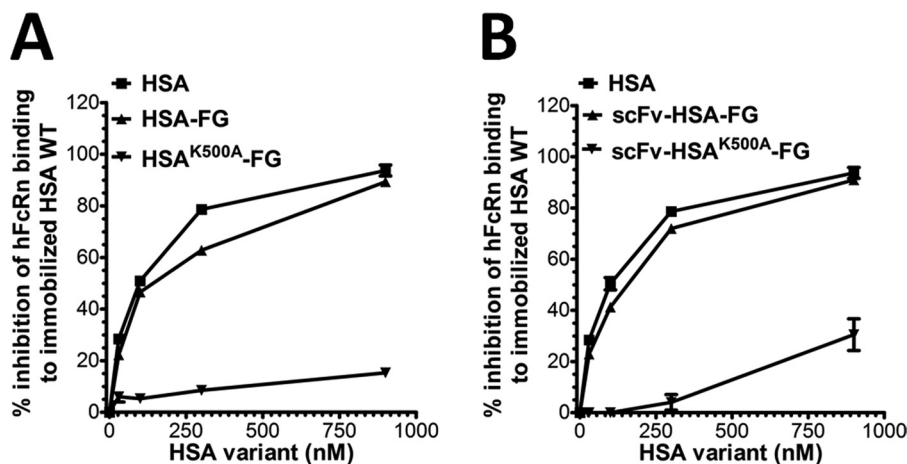 A
HSA
HSA-FG
HSAK500A-FG
% inhibition of hFcRn binding
to immobilized HSA WT
120
100
80
60
40
20
0
0 250 500 750 1000
HSA variant (nM)
B
HSA
scFv-HSA-FG
scFv-HSAK500A-FG
% inhibition of hFcRn binding
to immobilized HSA WT
120
100
80
60
40
20
0
0 250 500 750 1000
HSA variant (nM)